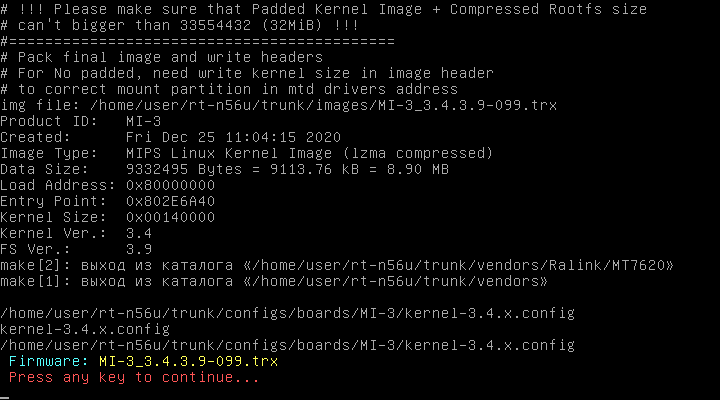 # !!! Please make sure that Padded Kernel Image + Compressed Rootfs size
# can't bigger than 33554432 (32MiB) !!!
#===========================================
# Pack final image and write headers
# For No padded, need write kernel size in image header
# to correct mount partition in mtd drivers address
img file: /home/user/rt-n56u/trunk/images/MI-3_3.4.3.9-099.trx
Product ID:   MI-3
Created:      Fri Dec 25 11:04:15 2020
Image Type:   MIPS Linux Kernel Image (lzma compressed)
Data Size:    9332495 Bytes = 9113.76 kB = 8.90 MB
Load Address: 0x80000000
Entry Point:  0x802E6A40
Kernel Size:  0x00140000
Kernel Ver.:  3.4
FS Ver.:      3.9
make[2]: выход из каталога «/home/user/rt-n56u/trunk/vendors/Ralink/MT7620»
make[1]: выход из каталога «/home/user/rt-n56u/trunk/vendors»
/home/user/rt-n56u/trunk/configs/boards/MI-3/kernel-3.4.x.config
kernel-3.4.x.config
/home/user/rt-n56u/trunk/configs/boards/MI-3/kernel-3.4.x.config
Firmware: MI-3_3.4.3.9-099.trx
Press any key to continue...